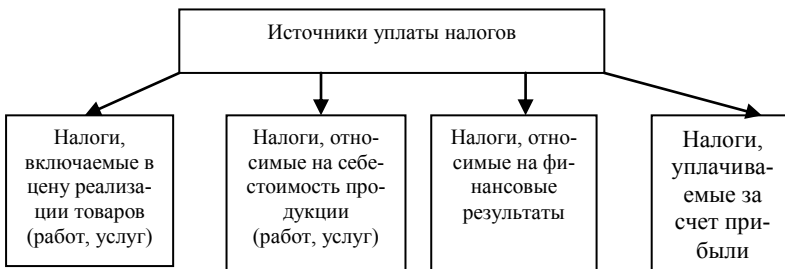 Источники уплаты налогов
Налоги,
включаемые в
цену реализа-
ции товаров
(работ, услуг)
Налоги, отно-
симые на себе-
стоимость про-
дукции
(работ, услуг)
Налоги, отно-
симые на фи-
нансовые
результаты
Налоги,
уплачива-
емые за
счет при-
были